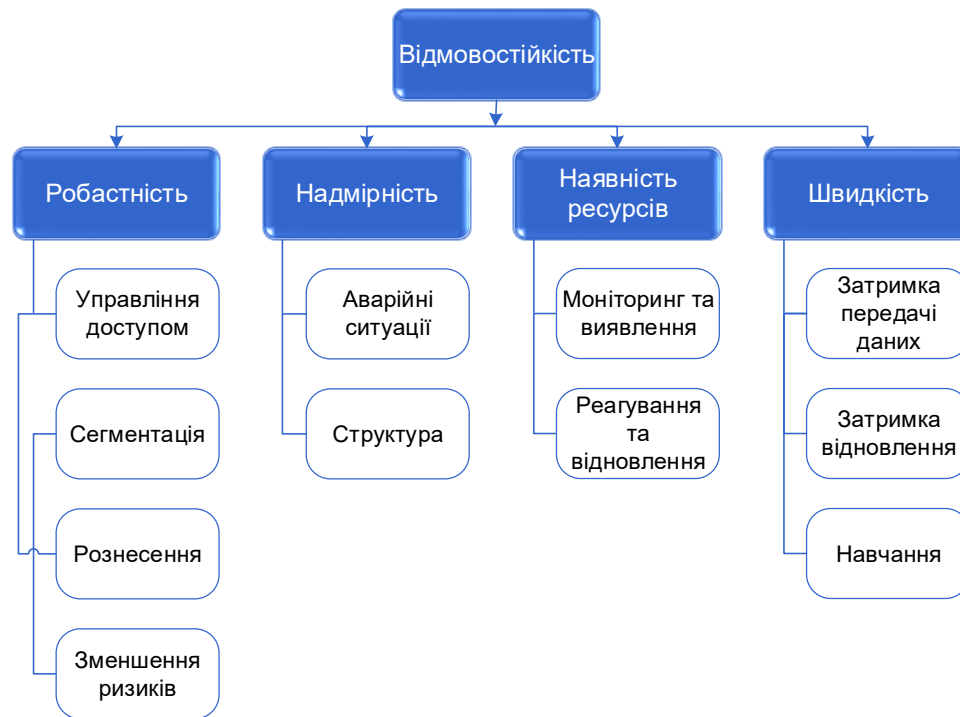 Відмовостійкість
Робастність
Надмірність
Наявність
ресурсів
Швидкість
Управління
доступом
Сегментація
Рознесення
Зменшення
ризиків
Аварійні
ситуації
Структура
Моніторинг та
виявлення
Реагування
та
відновлення
Затримка
передачі
даних
Затримка
відновлення
Навчання